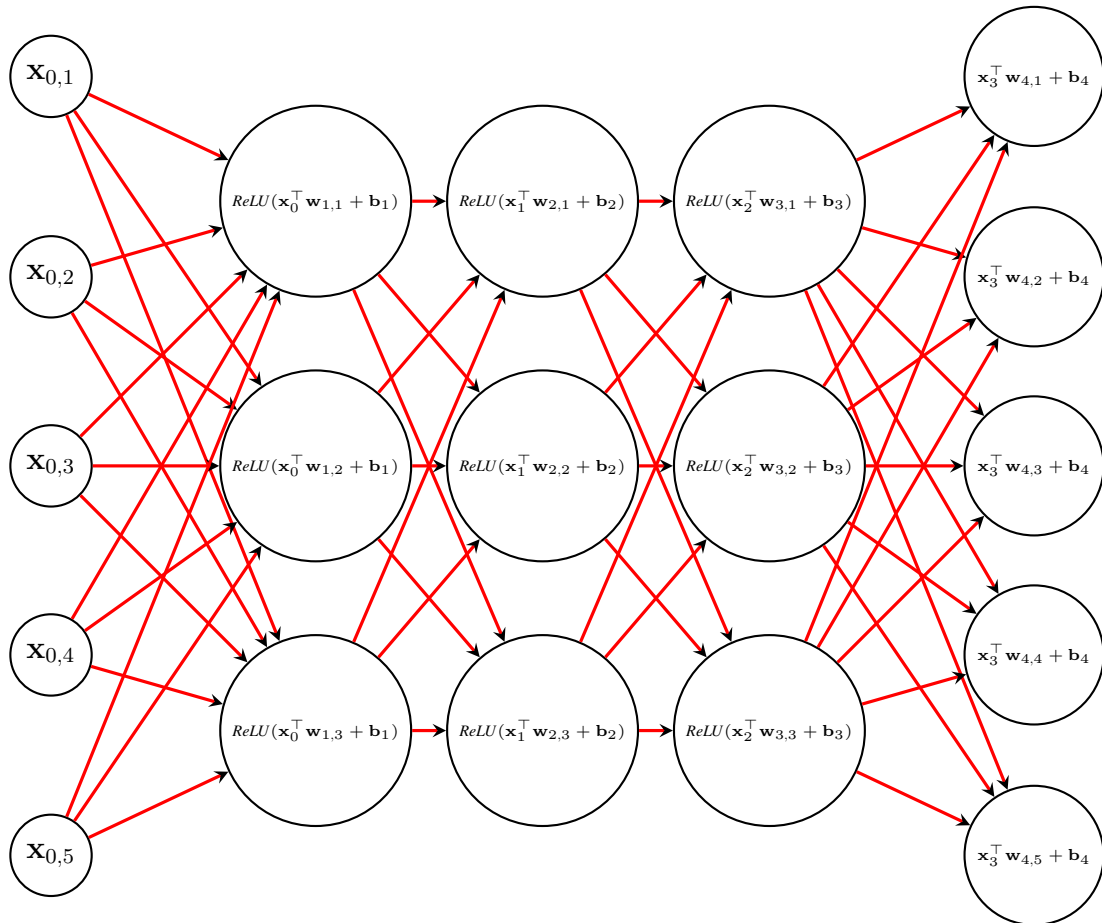 x₀,₁
x₀,₂
x₀,₃
x₀,₄
x₀,₅
ReLU(x₀⊤w₁,₁ + b₁)
ReLU(x₀⊤w₁,₂ + b₁)
ReLU(x₀⊤w₁,₃ + b₁)
ReLU(x₁⊤w₂,₁ + b₂)
ReLU(x₁⊤w₂,₂ + b₂)
ReLU(x₁⊤w₂,₃ + b₂)
ReLU(x₂⊤w₃,₁ + b₃)
ReLU(x₂⊤w₃,₂ + b₃)
ReLU(x₂⊤w₃,₃ + b₃)
x₃⊤w₄,₁ + b₄
x₃⊤w₄,₂ + b₄
x₃⊤w₄,₃ + b₄
x₃⊤w₄,₄ + b₄
x₃⊤w₄,₅ + b₄